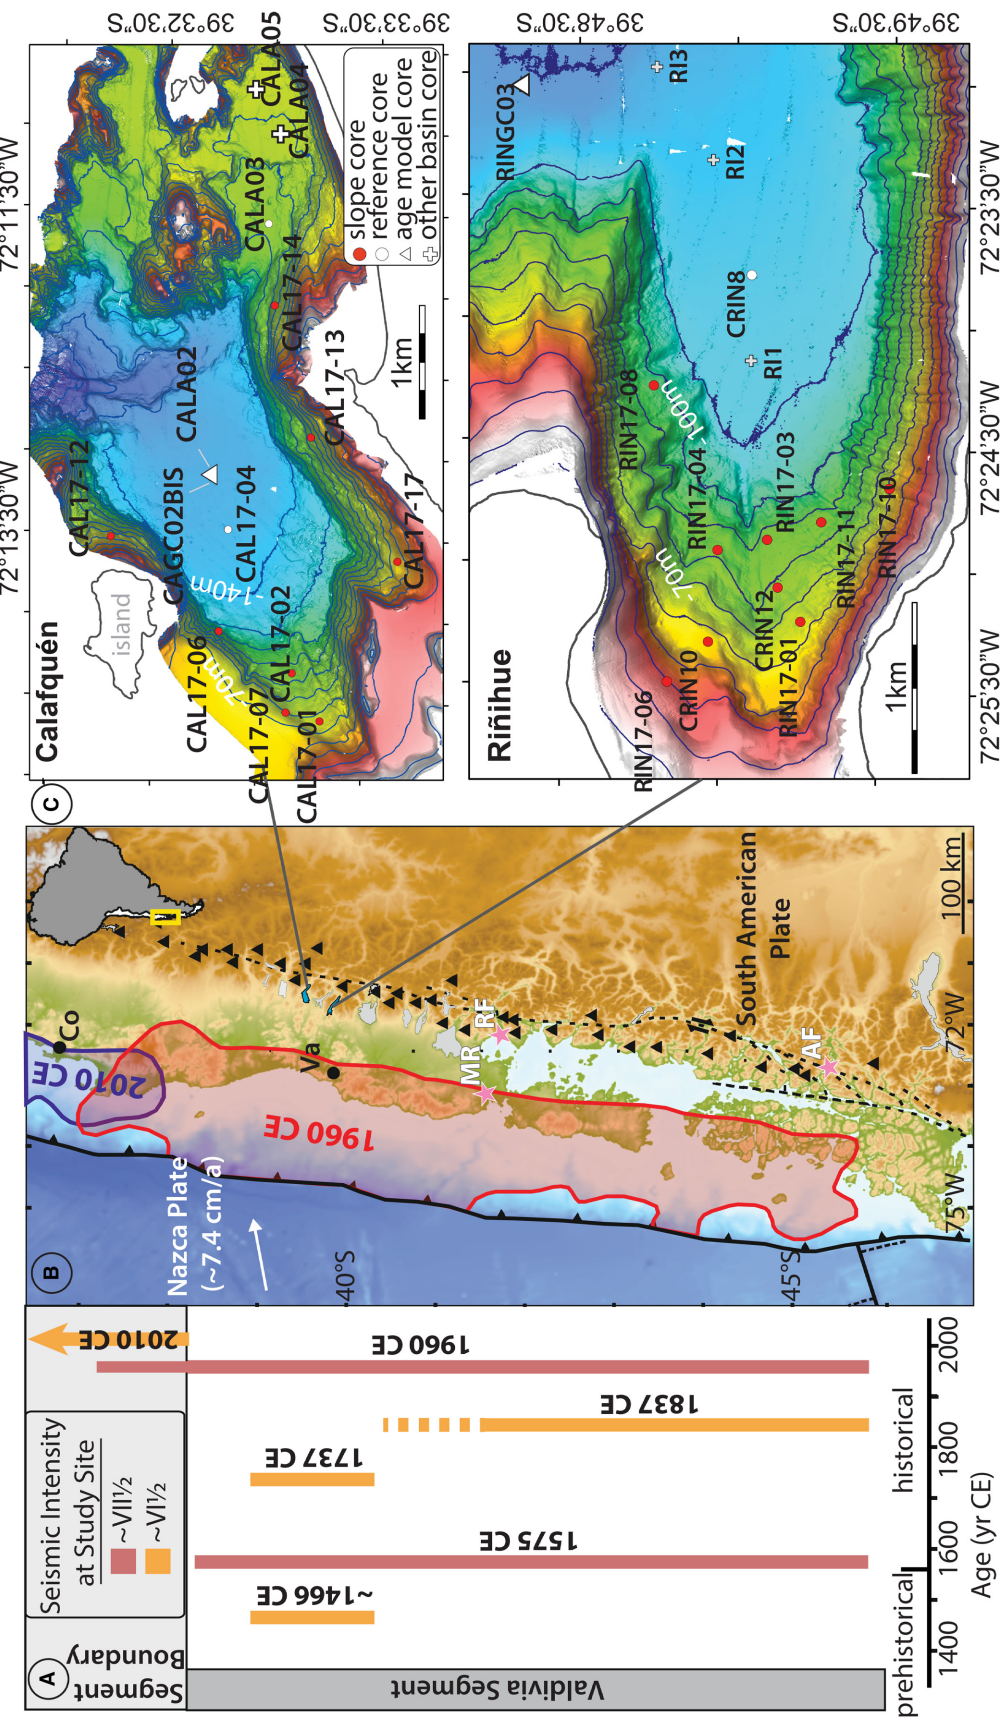 A
Segment
Boundary
Valdivia Segment
Seismic Intensity
at Study Site
~VII½
~VI½
2010 CE
1960 CE
1837 CE
1737 CE
1575 CE
~1466 CE
prehistorical
historical
1400
1600
1800
2000
Age (yr CE)
B
Nazca Plate
(~7.4 cm/a)
2010 CE
1960 CE
Co
Va
MR
RF
AF
South American
Plate
40°S
45°S
75°W
72°W
100 km
C
Calafquén
island
72°13'30"W
72°11'30"W
39°32'30"S
39°33'30"S
CAL17-12
CAGC02BIS
CALA02
CAL17-04
-140m
CAL17-06
-70m
CAL17-02
CAL17-07
CAL17-01
CAL17-17
CAL17-13
CAL17-14
CALA03
CALA04
CALA05
slope core
reference core
age model core
other basin core
1km
Riñihue
39°48'30"S
39°49'30"S
72°25'30"W
72°24'30"W
72°23'30"W
RINGC03
RI3
RI2
CRIN8
RI1
RIN17-08
-100m
RIN17-04
RIN17-03
-70m
RIN17-11
RIN17-10
CRIN12
RIN17-01
CRIN10
RIN17-06
1km